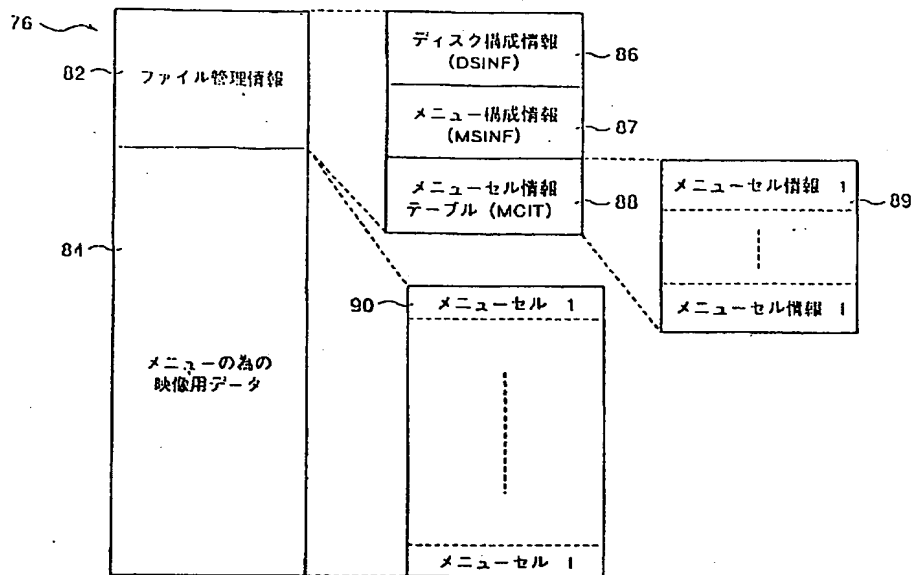 76
82
ファイル管理情報
84
メニューの為の
映像用データ
ディスク構成情報
(DSINF)
86
メニュー構成情報
(MSINF)
87
メニューセル情報
テーブル (MCIT)
88
メニューセル情報 1
89
メニューセル情報 I
90
メニューセル 1
メニューセル I